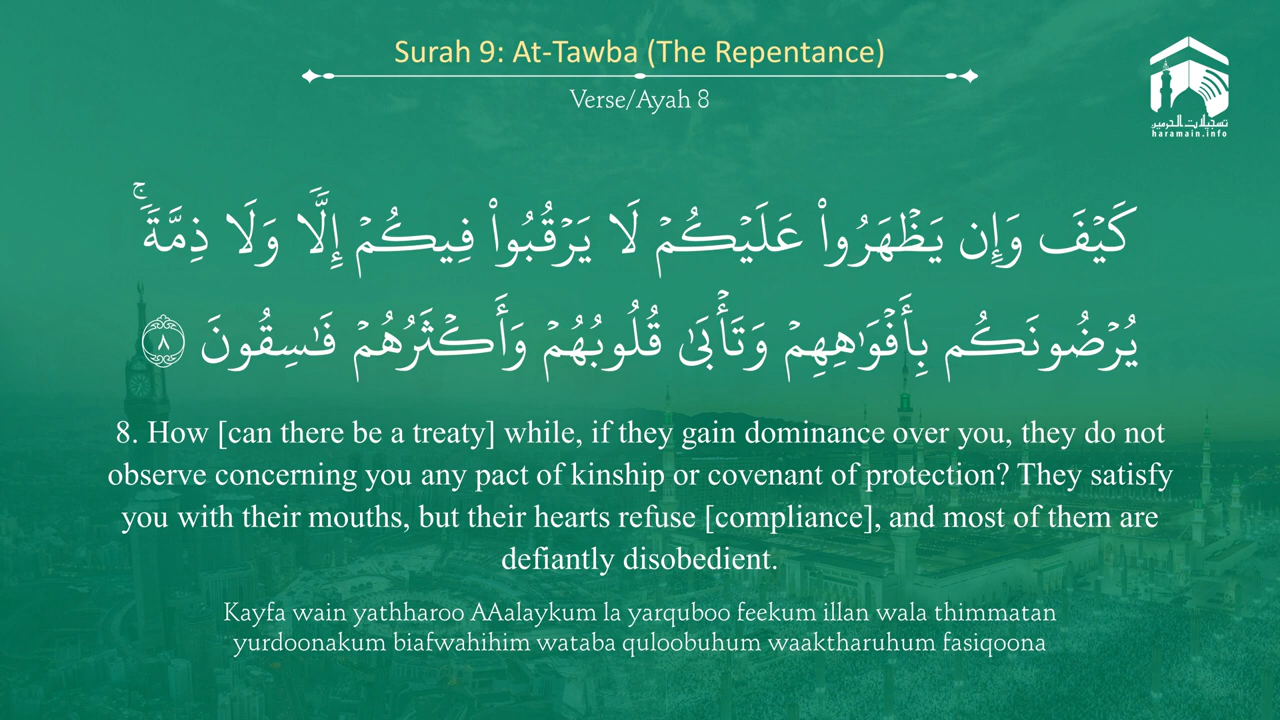 Surah 9: At-Tawba (The Repentance)
Verse/Ayah 8
تسجيلات الحرمين
haramain.info
كَيْفَ وَإِن يَظْهَرُوا۟ عَلَيْكُمْ لَا يَرْقُبُوا۟ فِيكُمْ إِلًّا وَلَا ذِمَّةً ۚ
يُرْضُونَكُم بِأَفْوَٰهِهِمْ وَتَأْبَىٰ قُلُوبُهُمْ وَأَكْثَرُهُمْ فَـٰسِقُونَ ٨
8. How [can there be a treaty] while, if they gain dominance over you, they do not
observe concerning you any pact of kinship or covenant of protection? They satisfy
you with their mouths, but their hearts refuse [compliance], and most of them are
defiantly disobedient.
Kayfa wain yathharoo AAalaykum la yarquboo feekum illan wala thimmatan
yurdoonakum biafwahihim wataba quloobuhum waaktharuhum fasiqoona